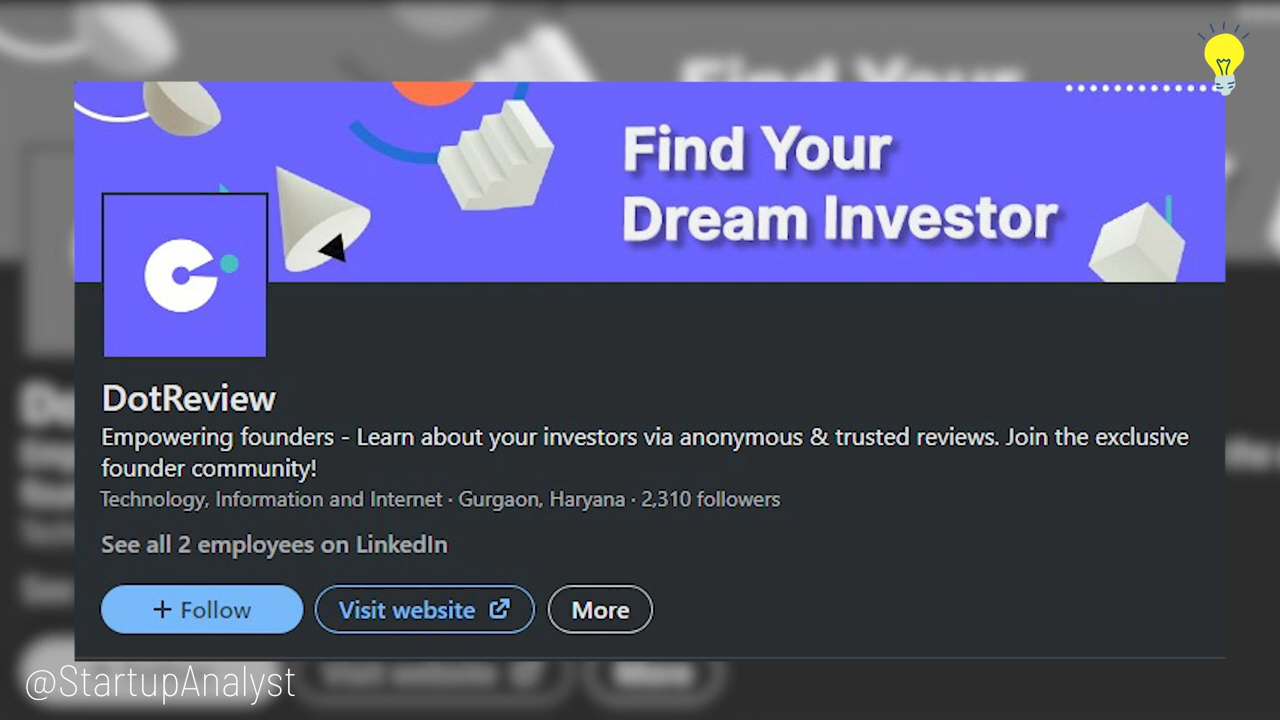 Find Your
Dream Investor
DotReview
Empowering founders - Learn about your investors via anonymous & trusted reviews. Join the exclusive
founder community!
Technology, Information and Internet · Gurgaon, Haryana · 2,310 followers
See all 2 employees on LinkedIn
+ Follow
Visit website
More
@StartupAnalyst